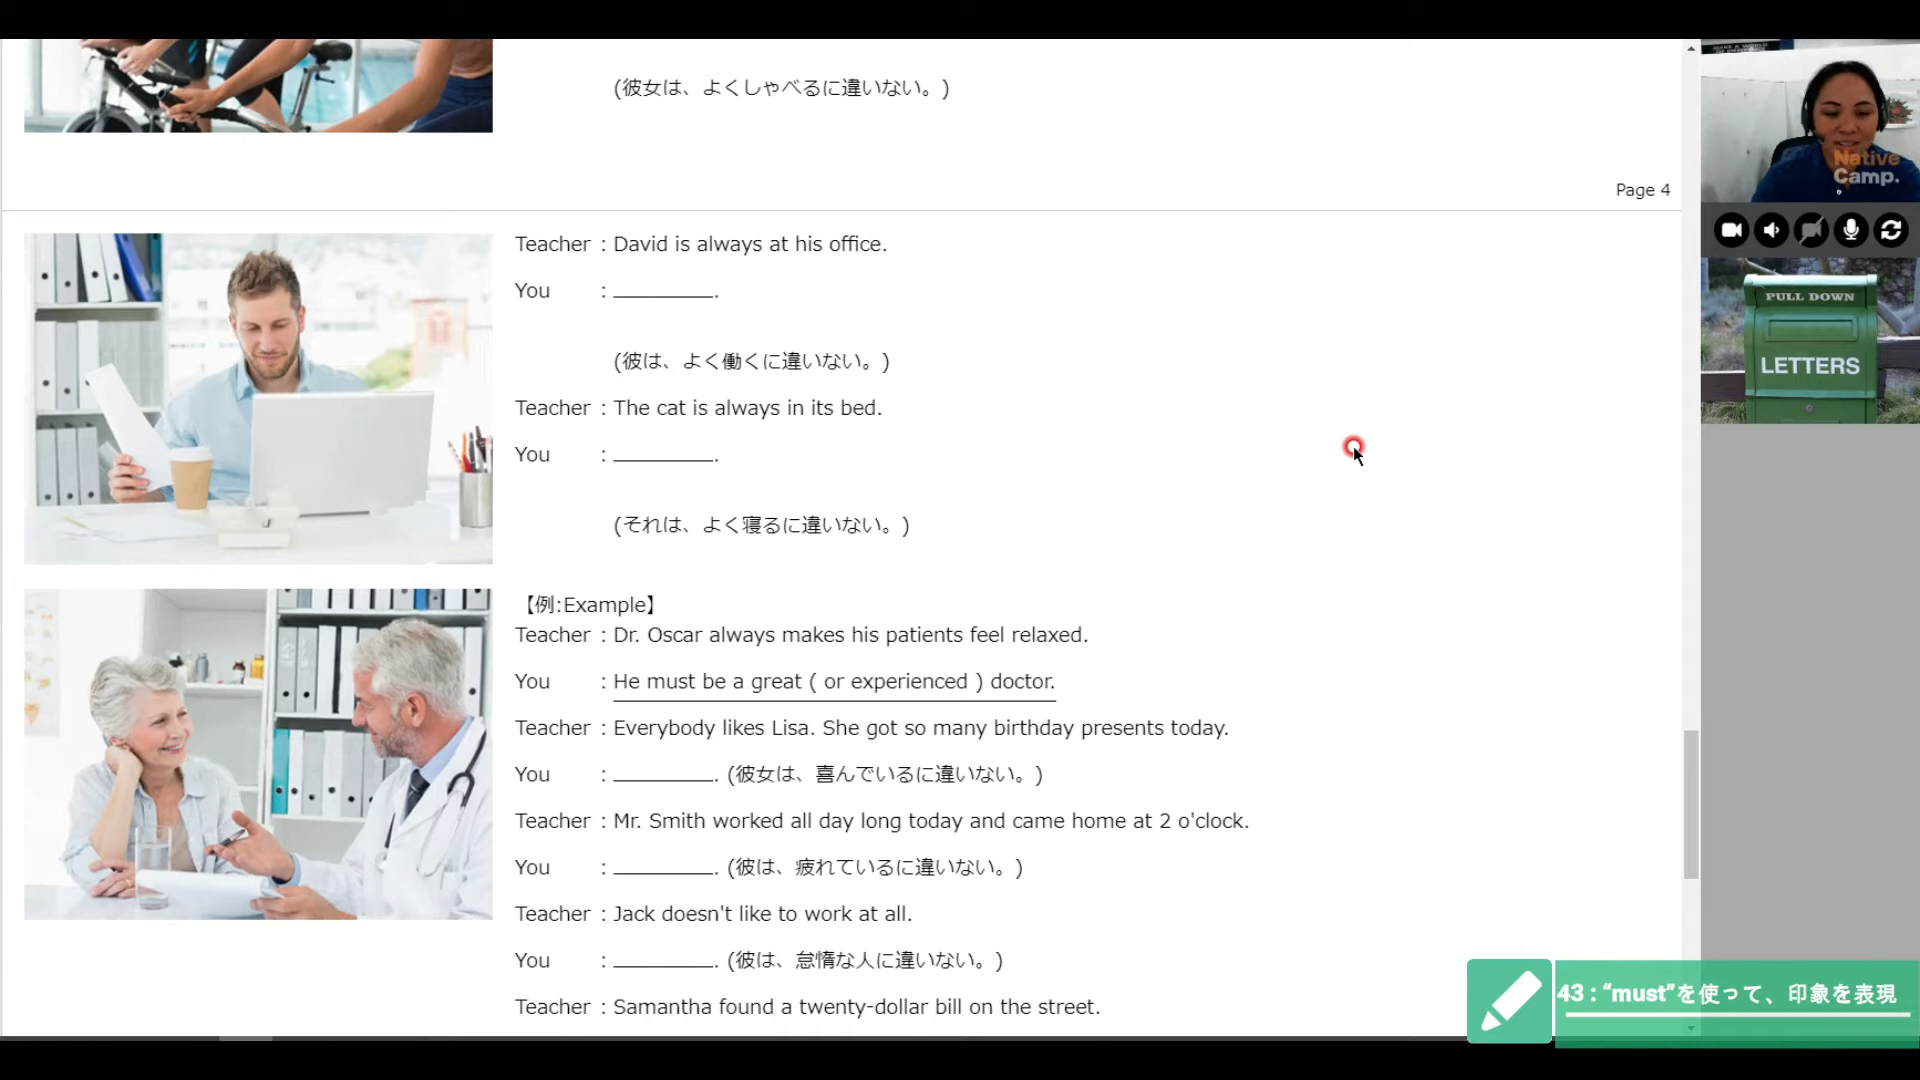 (彼女は、よくしゃべるに違いない。)
Page 4
Teacher : David is always at his office.
You : __________.
(彼は、よく働くに違いない。)
Teacher : The cat is always in its bed.
You : __________.
(それは、よく寝るに違いない。)
【例:Example】
Teacher : Dr. Oscar always makes his patients feel relaxed.
You : He must be a great ( or experienced ) doctor.
Teacher : Everybody likes Lisa. She got so many birthday presents today.
You : __________. (彼女は、喜んでいるに違いない。)
Teacher : Mr. Smith worked all day long today and came home at 2 o'clock.
You : __________. (彼は、疲れているに違いない。)
Teacher : Jack doesn't like to work at all.
You : __________. (彼は、怠惰な人に違いない。)
Teacher : Samantha found a twenty-dollar bill on the street.
Native
Camp.
PULL DOWN
LETTERS
43 : “must”を使って、印象を表現